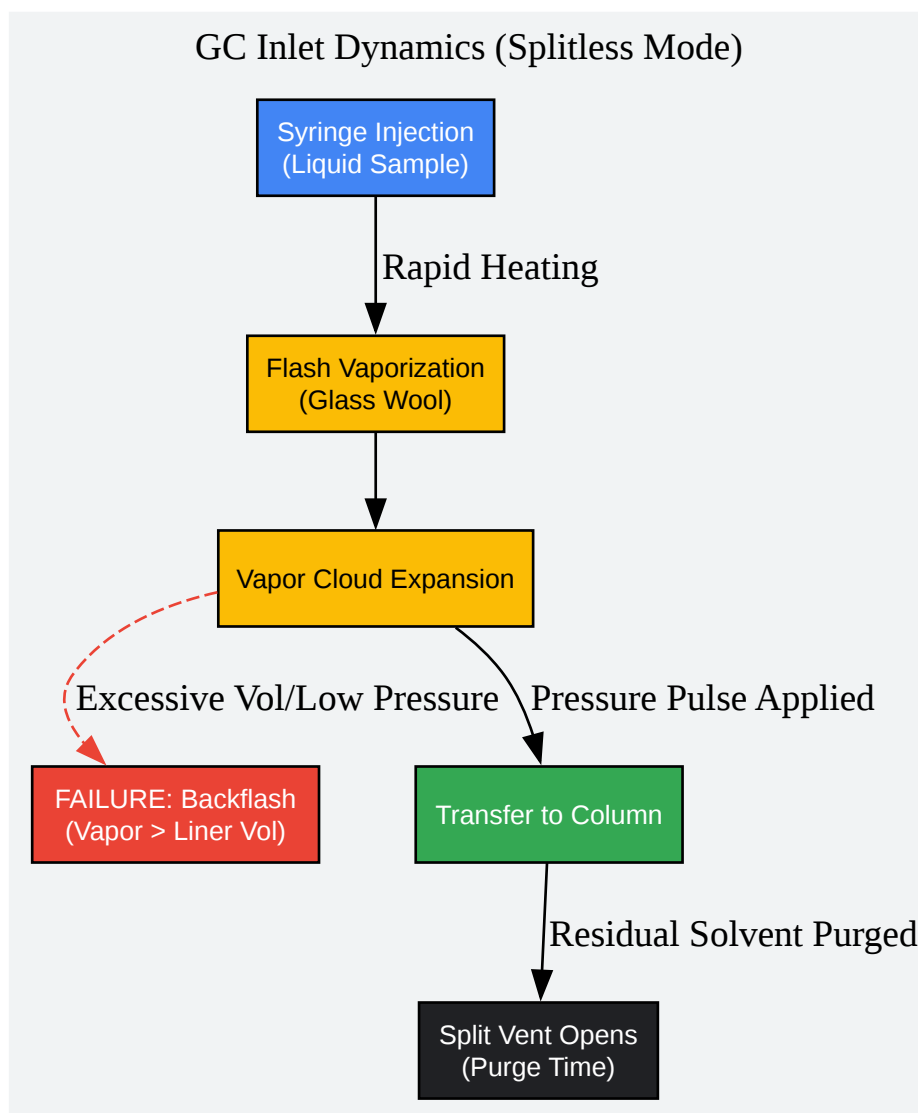 GC Inlet Dynamics (Splitless Mode)
Syringe Injection
(Liquid Sample)
Rapid Heating
Flash Vaporization
(Glass Wool)
Vapor Cloud Expansion
Excessive Vol/Low Pressure
Pressure Pulse Applied
FAILURE: Backflash
(Vapor > Liner Vol)
Transfer to Column
Residual Solvent Purged
Split Vent Opens
(Purge Time)